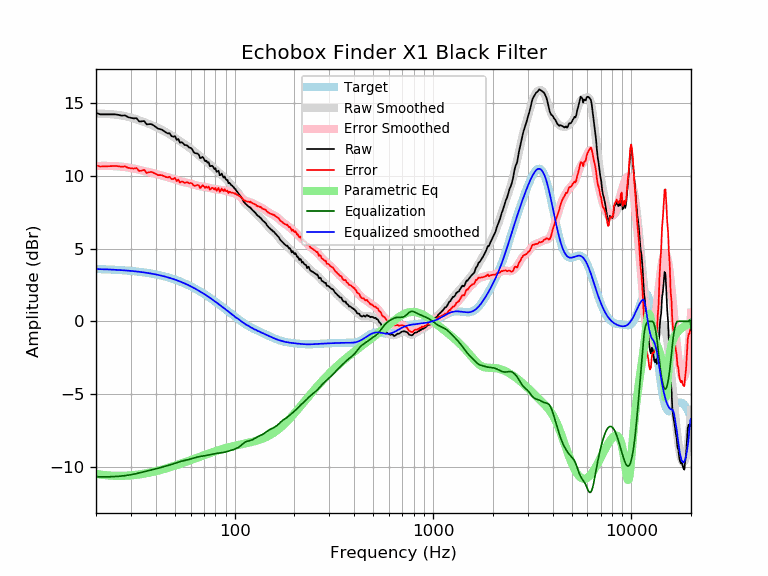 Echobox Finder X1 Black Filter
Target
Raw Smoothed
Error Smoothed
Raw
Error
Parametric Eq
Equalization
Equalized smoothed
15
10
5
0
−5
−10
Amplitude (dBr)
100
1000
10000
Frequency (Hz)